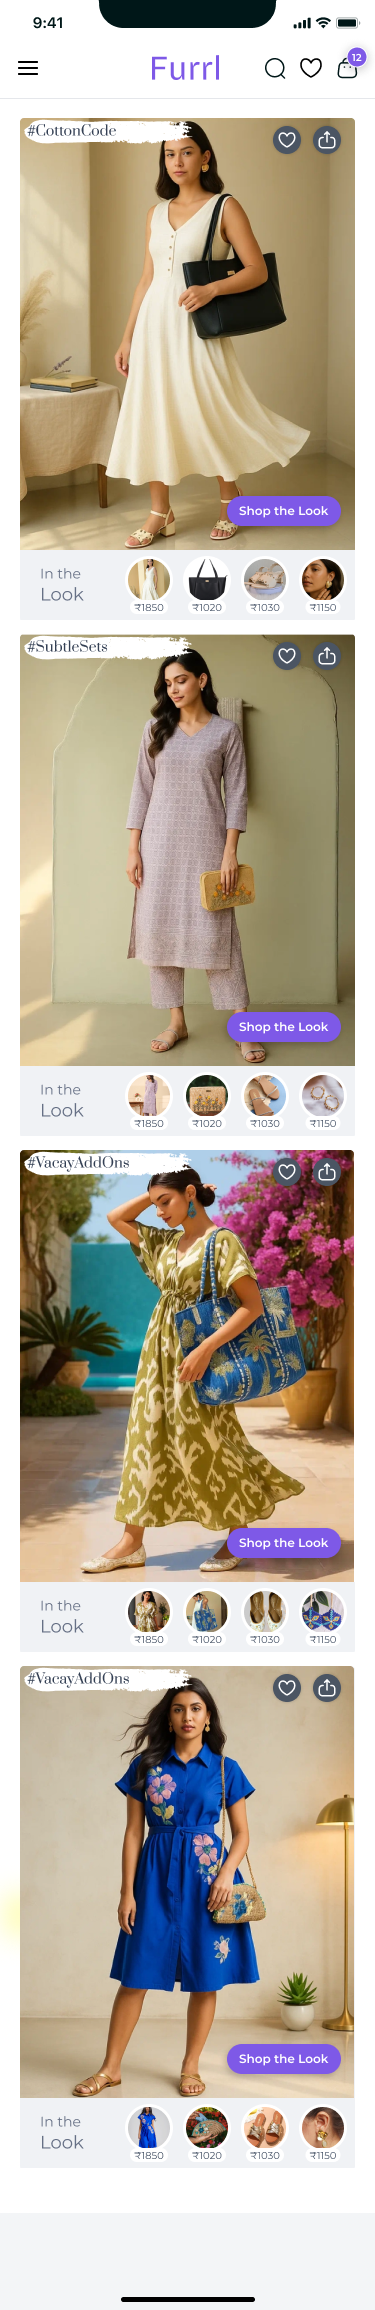 9:41
Furrl
12
#CottonCode
Shop the Look
In the
Look
₹1850 ₹1020 ₹1030 ₹1150
#SubtleSets
Shop the Look
In the
Look
₹1850 ₹1020 ₹1030 ₹1150
#VacayAddOns
Shop the Look
In the
Look
₹1850 ₹1020 ₹1030 ₹1150
#VacayAddOns
Shop the Look
In the
Look
₹1850 ₹1020 ₹1030 ₹1150